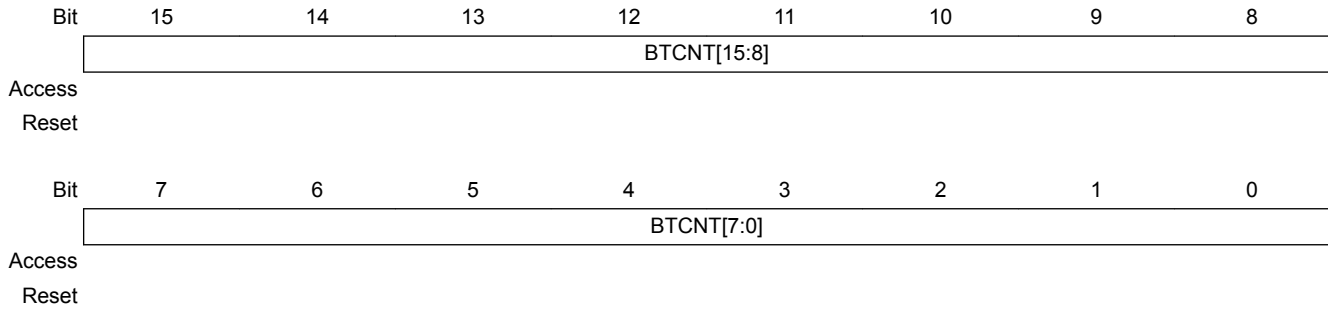 Bit 15 14 13 12 11 10 9 8
BTCNT[15:8]
Access
Reset
Bit 7 6 5 4 3 2 1 0
BTCNT[7:0]
Access
Reset